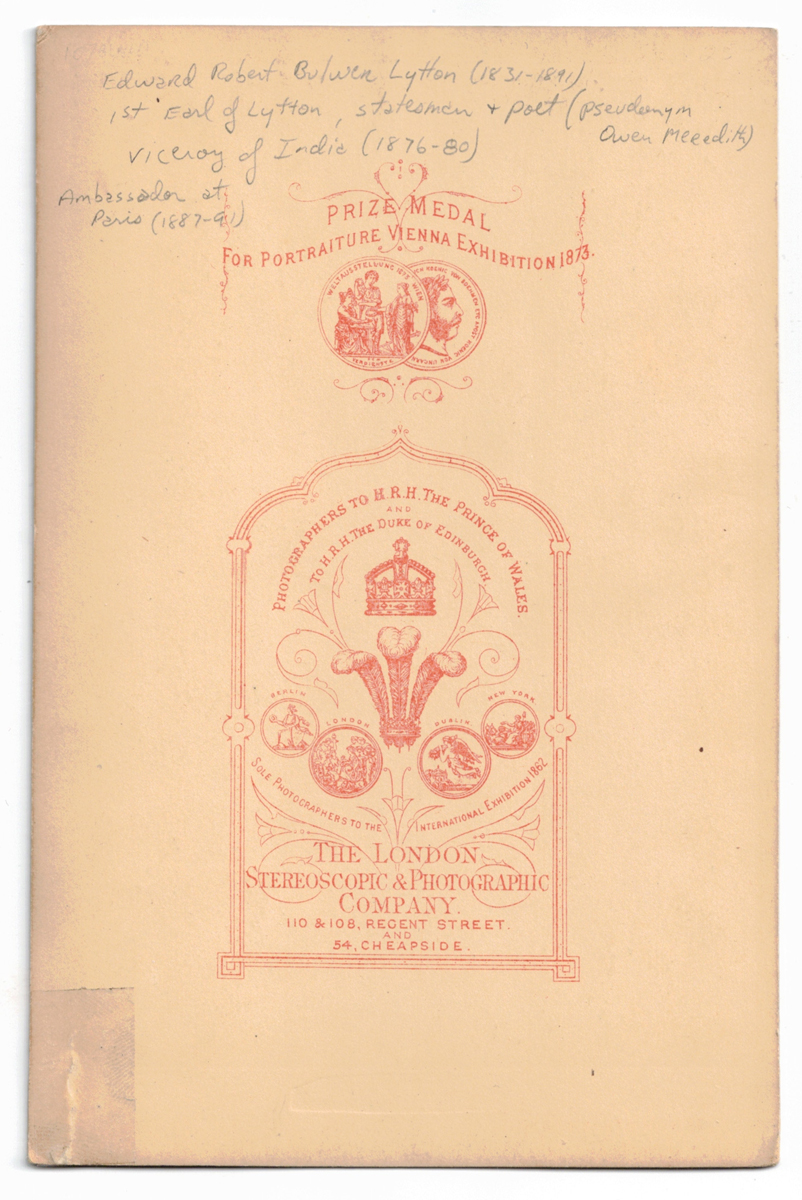 Edward Robert Bulwer Lytton (1831-1891)
1st Earl of Lytton, statesman + poet (pseudonym
Owen Meredith)
Viceroy of India (1876-80)
Ambassador at
Paris (1887-91)
PRIZE MEDAL
FOR PORTRAITURE VIENNA EXHIBITION 1873.
WELTAUSSTELLUNG 1873 WIEN
PHOTOGRAPHERS TO H.R.H. THE PRINCE OF WALES.
AND
TO H.R.H. THE DUKE OF EDINBURGH
BERLIN
LONDON
DUBLIN
NEW YORK
SOLE PHOTOGRAPHERS TO THE INTERNATIONAL EXHIBITION 1862
THE LONDON
STEREOSCOPIC & PHOTOGRAPHIC
COMPANY.
110 & 108, REGENT STREET.
AND
54, CHEAPSIDE.